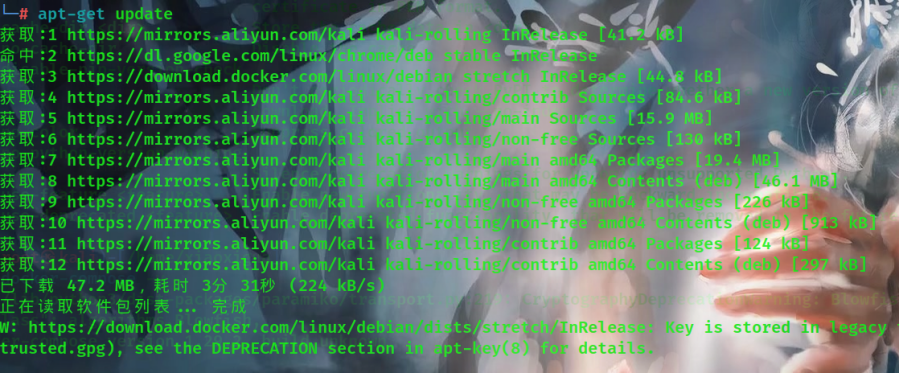 └─# apt-get update
获取:1 https://mirrors.aliyun.com/kali kali-rolling InRelease [41.2 kB]
命中:2 https://dl.google.com/linux/chrome/deb stable InRelease
获取:3 https://download.docker.com/linux/debian stretch InRelease [44.8 kB]
获取:4 https://mirrors.aliyun.com/kali kali-rolling/contrib Sources [84.6 kB]
获取:5 https://mirrors.aliyun.com/kali kali-rolling/main Sources [15.9 MB]
获取:6 https://mirrors.aliyun.com/kali kali-rolling/non-free Sources [130 kB]
获取:7 https://mirrors.aliyun.com/kali kali-rolling/main amd64 Packages [19.4 MB]
获取:8 https://mirrors.aliyun.com/kali kali-rolling/main amd64 Contents (deb) [46.1 MB]
获取:9 https://mirrors.aliyun.com/kali kali-rolling/non-free amd64 Packages [226 kB]
获取:10 https://mirrors.aliyun.com/kali kali-rolling/non-free amd64 Contents (deb) [913 kB]
获取:11 https://mirrors.aliyun.com/kali kali-rolling/contrib amd64 Packages [124 kB]
获取:12 https://mirrors.aliyun.com/kali kali-rolling/contrib amd64 Contents (deb) [297 kB]
已下载 47.2 MB，耗时 3分 31秒 (224 kB/s)
正在读取软件包列表... 完成
W: https://download.docker.com/linux/debian/dists/stretch/InRelease: Key is stored in legacy
trusted.gpg), see the DEPRECATION section in apt-key(8) for details.